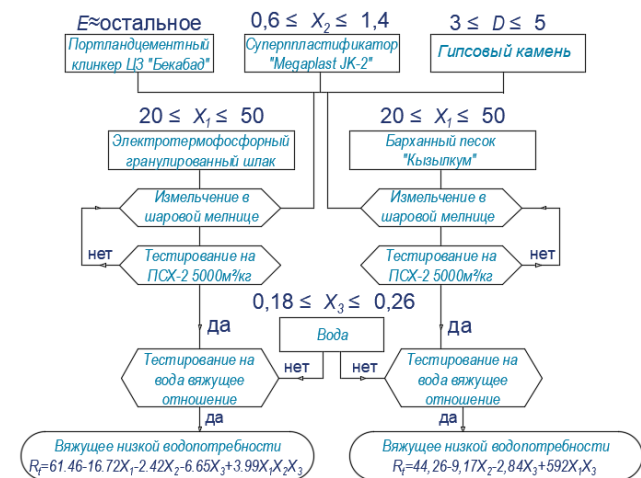 E≈остальное
0,6 ≤ X₂ ≤ 1,4
3 ≤ D ≤ 5
Портландцементный
клинкер ЦЗ "Бекабад"
Суперппластификатор
"Megaplast JK-2"
Гипсовый камень
20 ≤ X₁ ≤ 50
20 ≤ X₁ ≤ 50
Электротермофосфорный
гранулированный шлак
Барханный песок
"Кызылкум"
Измельчение в
шаровой мелнице
Измельчение в
шаровой мелнице
нет
нет
Тестирование на
ПСХ-2 5000м²/кг
Тестирование на
ПСХ-2 5000м²/кг
0,18 ≤ X₃ ≤ 0,26
да
да
Вода
Тестирование на
вода вяжущее
отношение
нет
нет
Тестирование на
вода вяжущее
отношение
да
да
Вяжущее низкой водопотребности
Rₜ=61.46-16.72X₁-2.42X₂-6.65X₃+3.99X₁X₂X₃
Вяжущее низкой водопотребности
Rₜ=44,26-9,17X₂-2,84X₃+592X₁X₃